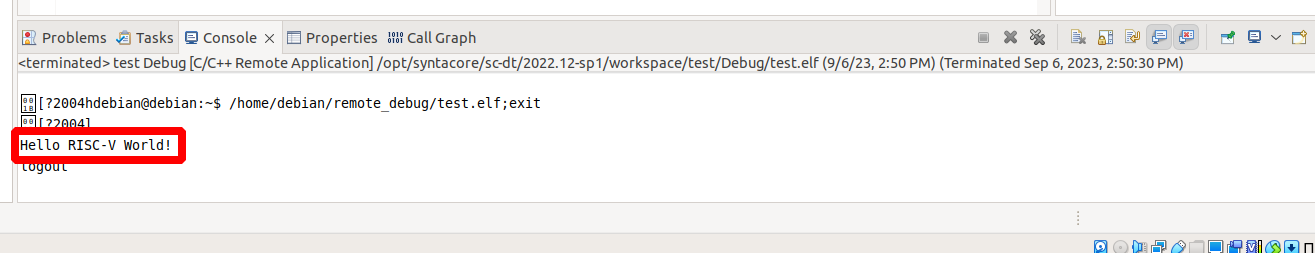 Problems Tasks Console Properties Call Graph
<terminated> test Debug [C/C++ Remote Application] /opt/syntacore/sc-dt/2022.12-sp1/workspace/test/Debug/test.elf (9/6/23, 2:50 PM) (Terminated Sep 6, 2023, 2:50:30 PM)
[?2004hdebian@debian:~$ /home/debian/remote_debug/test.elf;exit
[?2004l
Hello RISC-V World!
logout